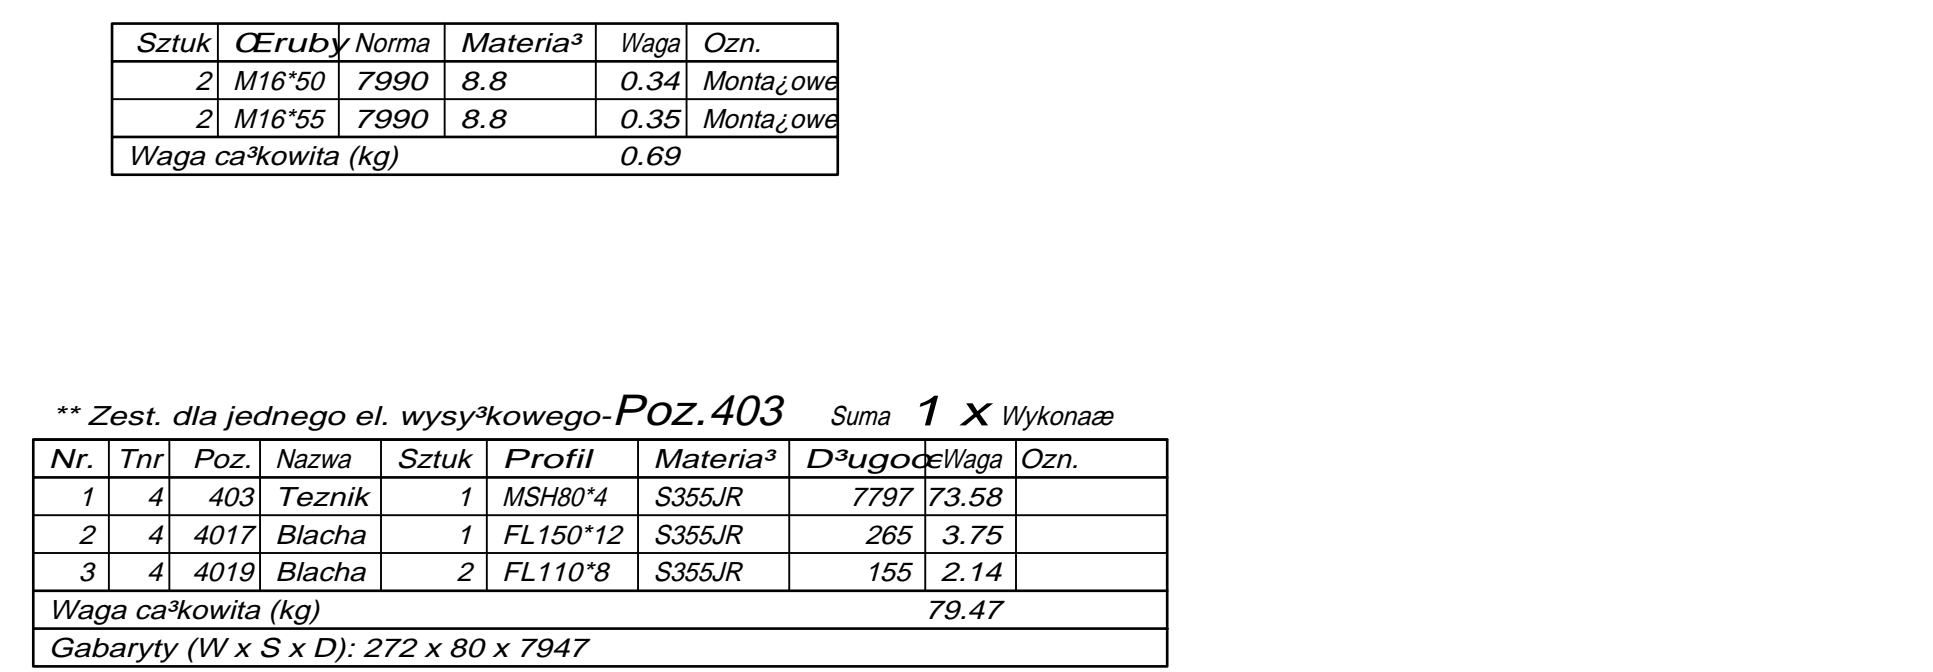 Sztuk Œruby Norma Materia³ Waga Ozn.
2 M16*50 7990 8.8 0.34 Monta¿owe
2 M16*55 7990 8.8 0.35 Monta¿owe
Waga ca³kowita (kg) 0.69
** Zest. dla jednego el. wysy³kowego-Poz.403 Suma 1 x Wykonaæ
Nr. Tnr Poz. Nazwa Sztuk Profil Materia³ D³ugoœ Waga Ozn.
1 4 403 Teznik 1 MSH80*4 S355JR 7797 73.58
2 4 4017 Blacha 1 FL150*12 S355JR 265 3.75
3 4 4019 Blacha 2 FL110*8 S355JR 155 2.14
Waga ca³kowita (kg) 79.47
Gabaryty (W x S x D): 272 x 80 x 7947